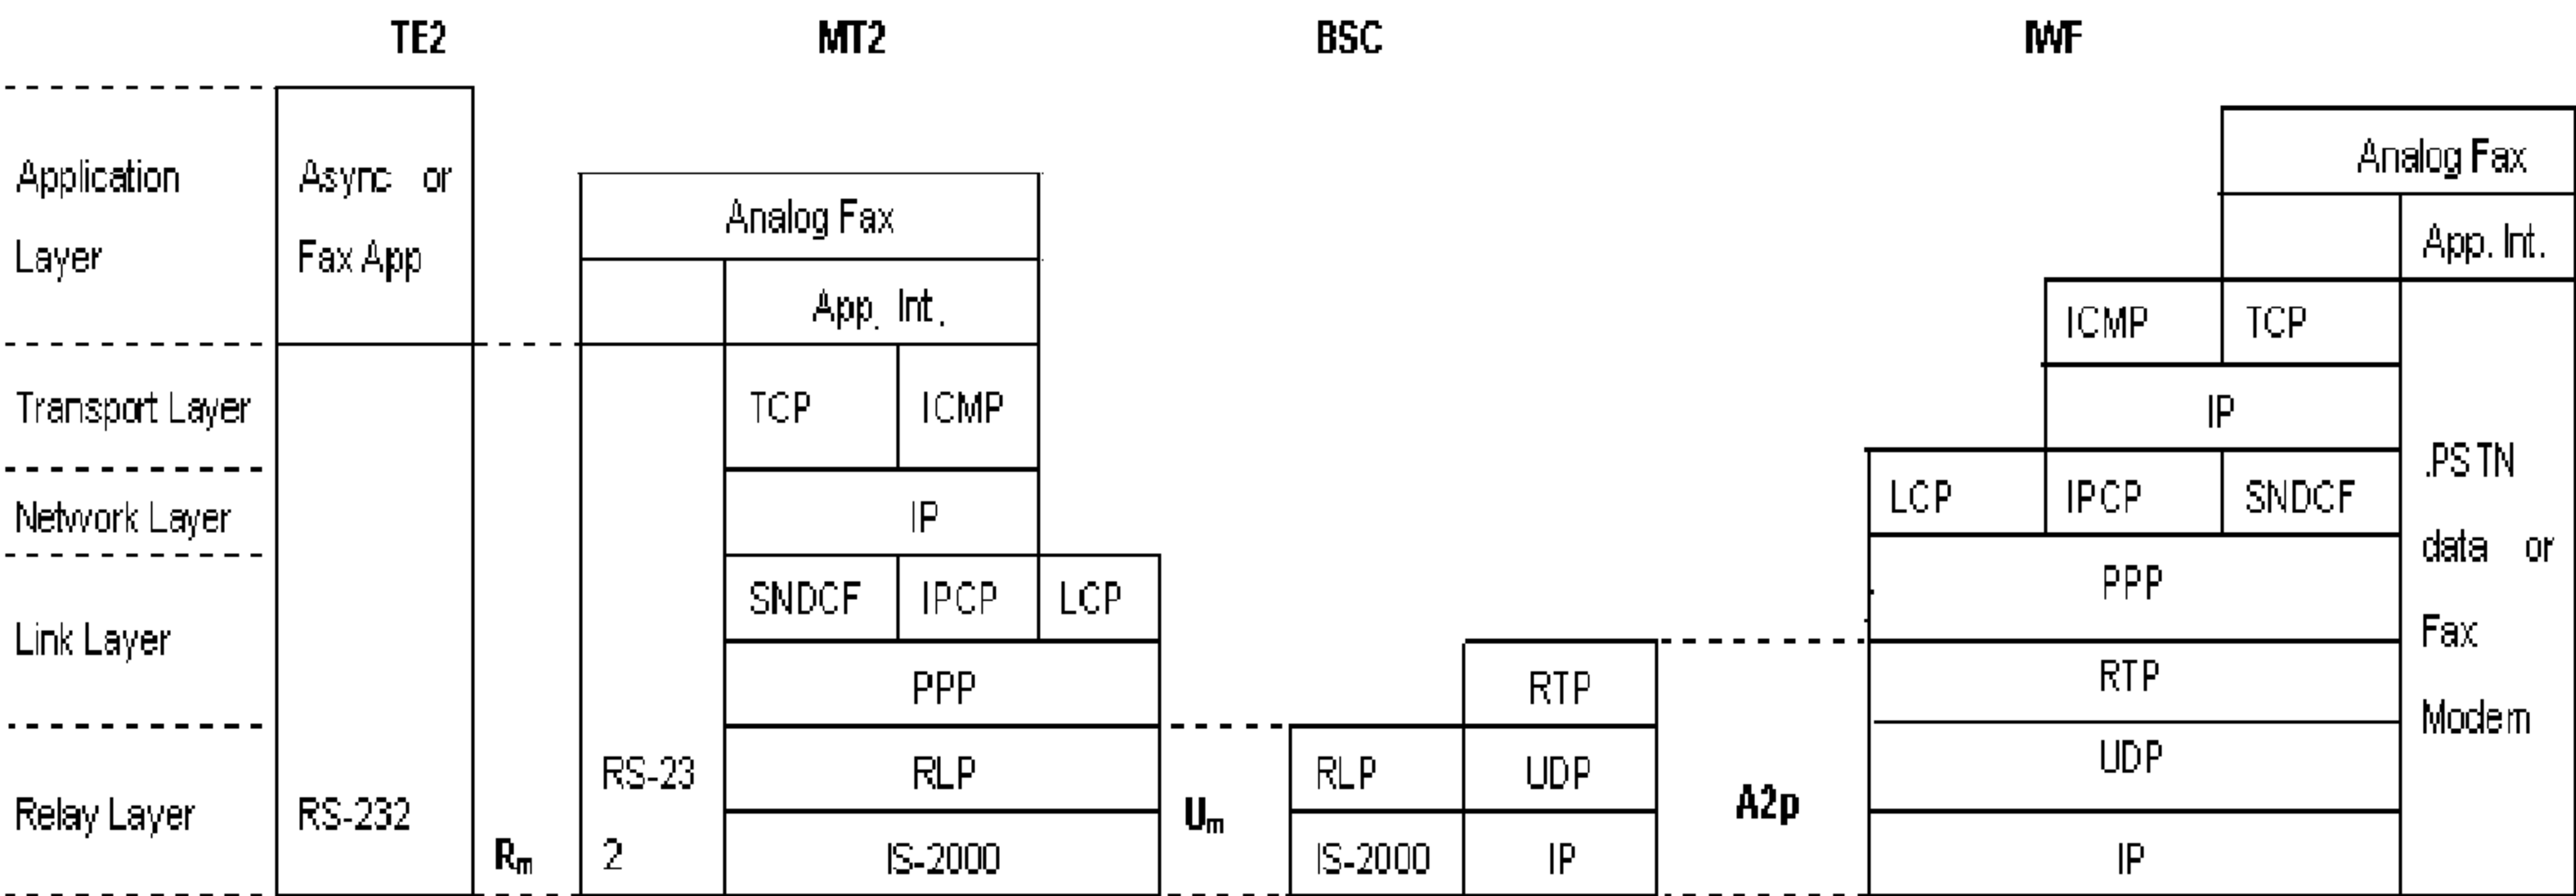 TE2 MT2 BSC IWF
Application
Layer
Transport Layer
Network Layer
Link Layer
Relay Layer
Async or
Fax App
RS-232
Rm
Analog Fax
App. Int.
TCP ICMP
IP
SNDCF IPCP LCP
PPP
RLP
IS-2000
RS-23
2
Um
RTP
RLP UDP
IS-2000 IP
A2p
Analog Fax
App. Int.
ICMP TCP
IP
LCP IPCP SNDCF
PPP
RTP
UDP
IP
.PSTN
data or
Fax
Modem